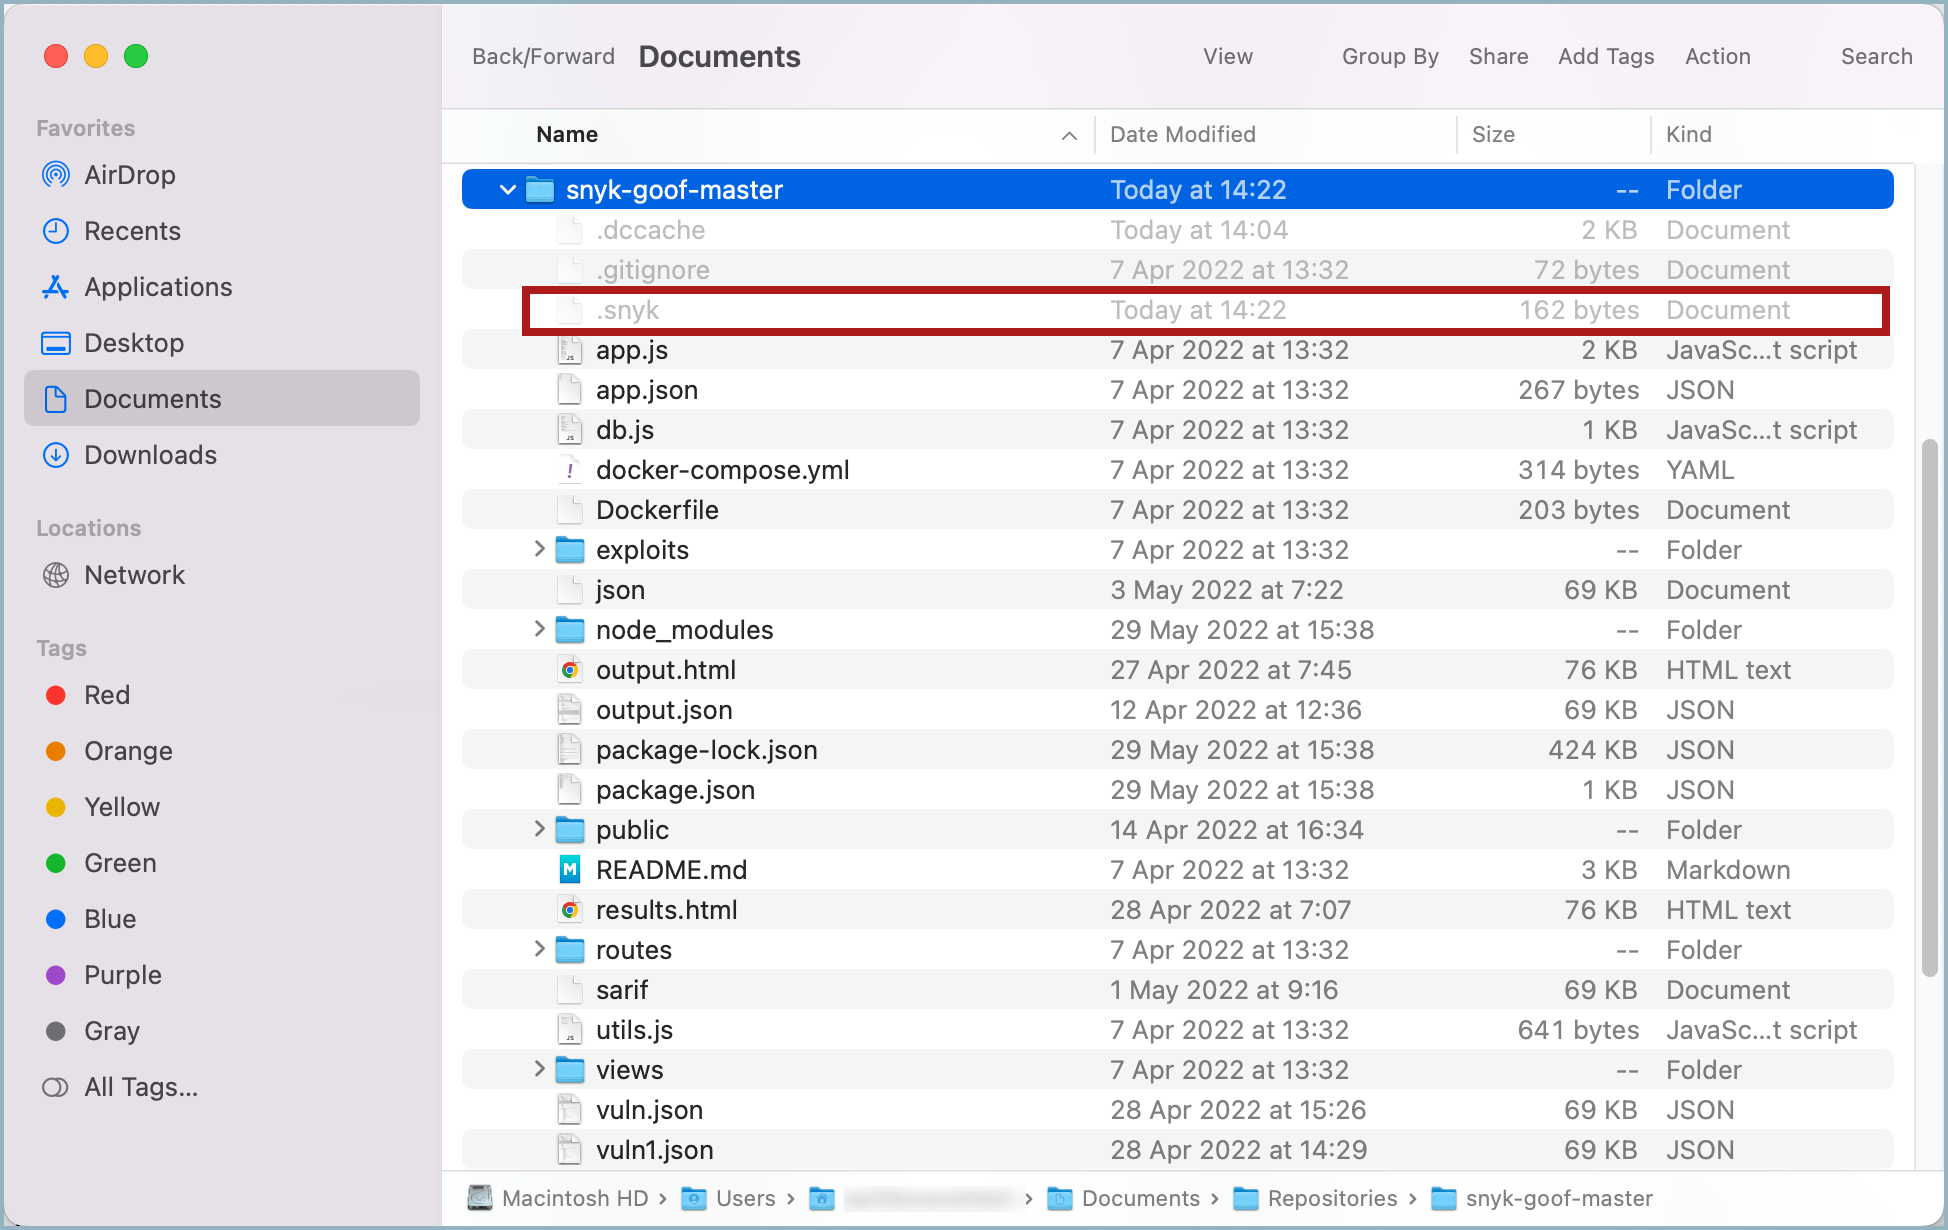 Back/Forward Documents View Group By Share Add Tags Action Search
Favorites
AirDrop
Recents
Applications
Desktop
Documents
Downloads
Locations
Network
Tags
Red
Orange
Yellow
Green
Blue
Purple
Gray
All Tags...
Name Date Modified Size Kind
snyk-goof-master Today at 14:22 -- Folder
.dccache Today at 14:04 2 KB Document
.gitignore 7 Apr 2022 at 13:32 72 bytes Document
.snyk Today at 14:22 162 bytes Document
app.js 7 Apr 2022 at 13:32 2 KB JavaSc...t script
app.json 7 Apr 2022 at 13:32 267 bytes JSON
db.js 7 Apr 2022 at 13:32 1 KB JavaSc...t script
docker-compose.yml 7 Apr 2022 at 13:32 314 bytes YAML
Dockerfile 7 Apr 2022 at 13:32 203 bytes Document
exploits 7 Apr 2022 at 13:32 -- Folder
json 3 May 2022 at 7:22 69 KB Document
node_modules 29 May 2022 at 15:38 -- Folder
output.html 27 Apr 2022 at 7:45 76 KB HTML text
output.json 12 Apr 2022 at 12:36 69 KB JSON
package-lock.json 29 May 2022 at 15:38 424 KB JSON
package.json 29 May 2022 at 15:38 1 KB JSON
public 14 Apr 2022 at 16:34 -- Folder
README.md 7 Apr 2022 at 13:32 3 KB Markdown
results.html 28 Apr 2022 at 7:07 76 KB HTML text
routes 7 Apr 2022 at 13:32 -- Folder
sarif 1 May 2022 at 9:16 69 KB Document
utils.js 7 Apr 2022 at 13:32 641 bytes JavaSc...t script
views 7 Apr 2022 at 13:32 -- Folder
vuln.json 28 Apr 2022 at 15:26 69 KB JSON
vuln1.json 28 Apr 2022 at 14:29 69 KB JSON
Macintosh HD › Users › › Documents › Repositories › snyk-goof-master